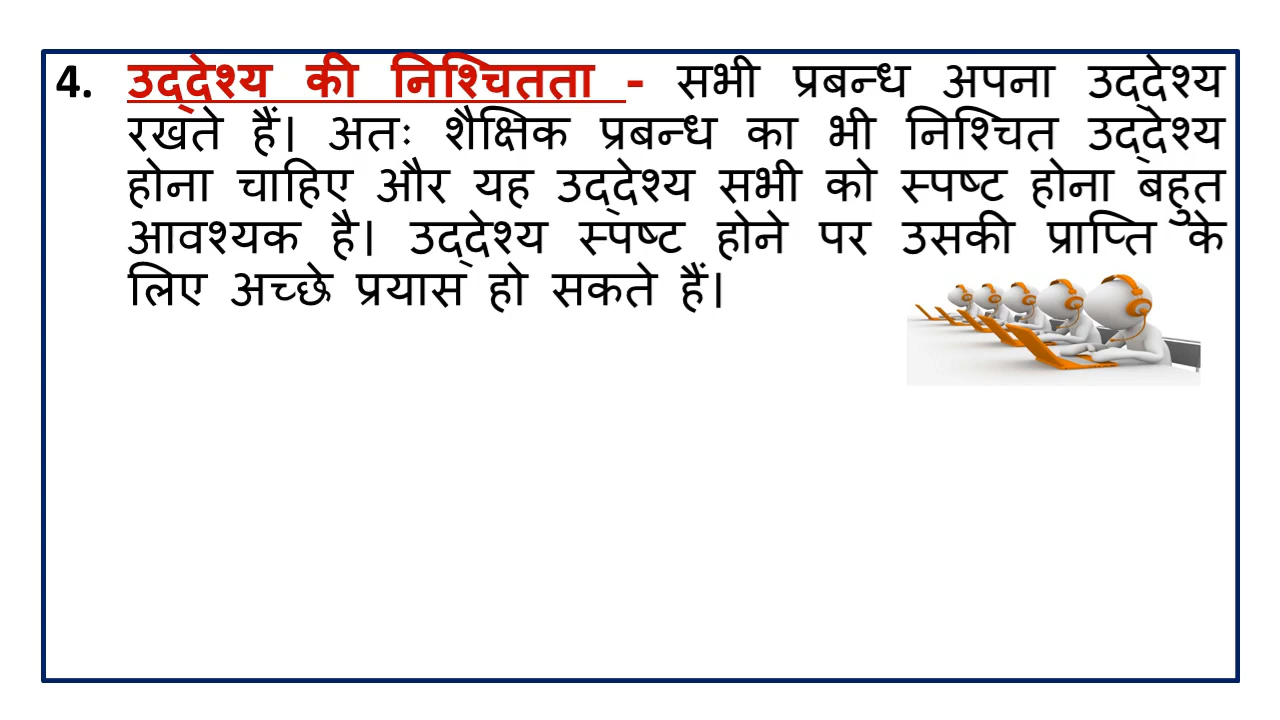 4. उद्देश्य की निश्चितता - सभी प्रबन्ध अपना उद्देश्य
रखते हैं। अतः शैक्षिक प्रबन्ध का भी निश्चित उद्देश्य
होना चाहिए और यह उद्देश्य सभी को स्पष्ट होना बहुत
आवश्यक है। उद्देश्य स्पष्ट होने पर उसकी प्राप्ति के
लिए अच्छे प्रयास हो सकते हैं।